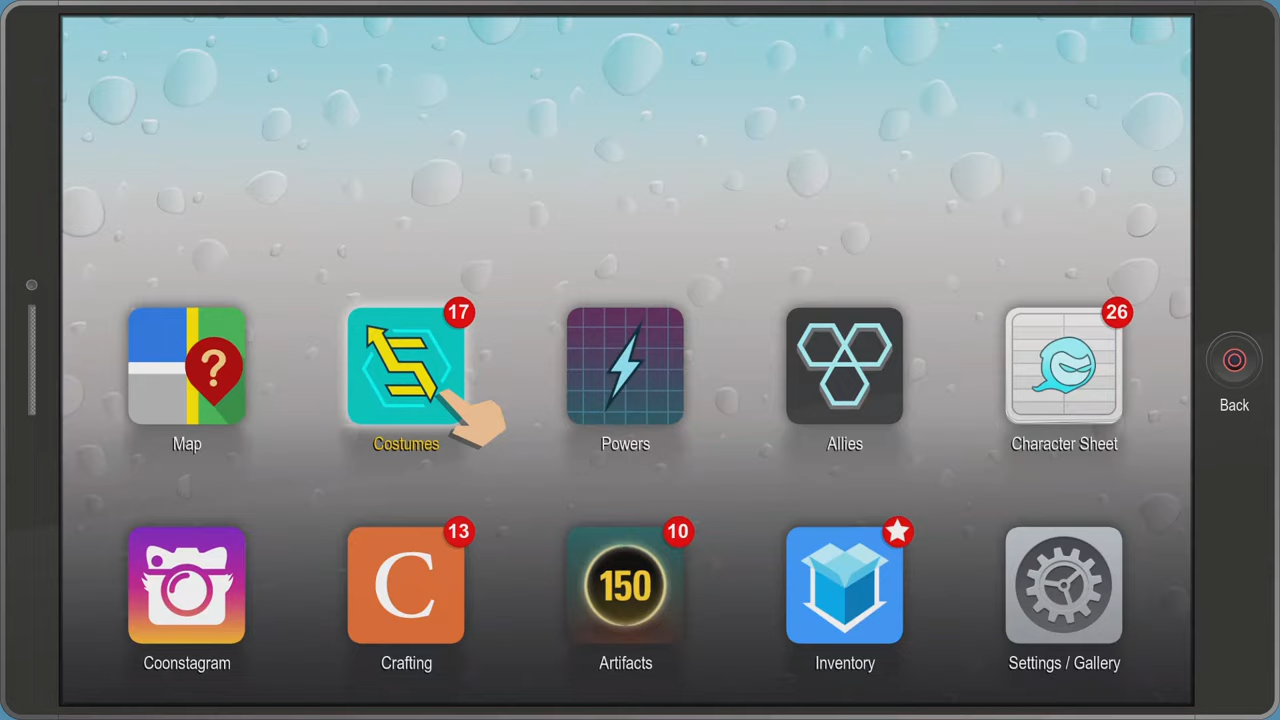 17
26
?
Map
Costumes
Powers
Allies
Character Sheet
Back
13
10
C
150
Coonstagram
Crafting
Artifacts
Inventory
Settings / Gallery